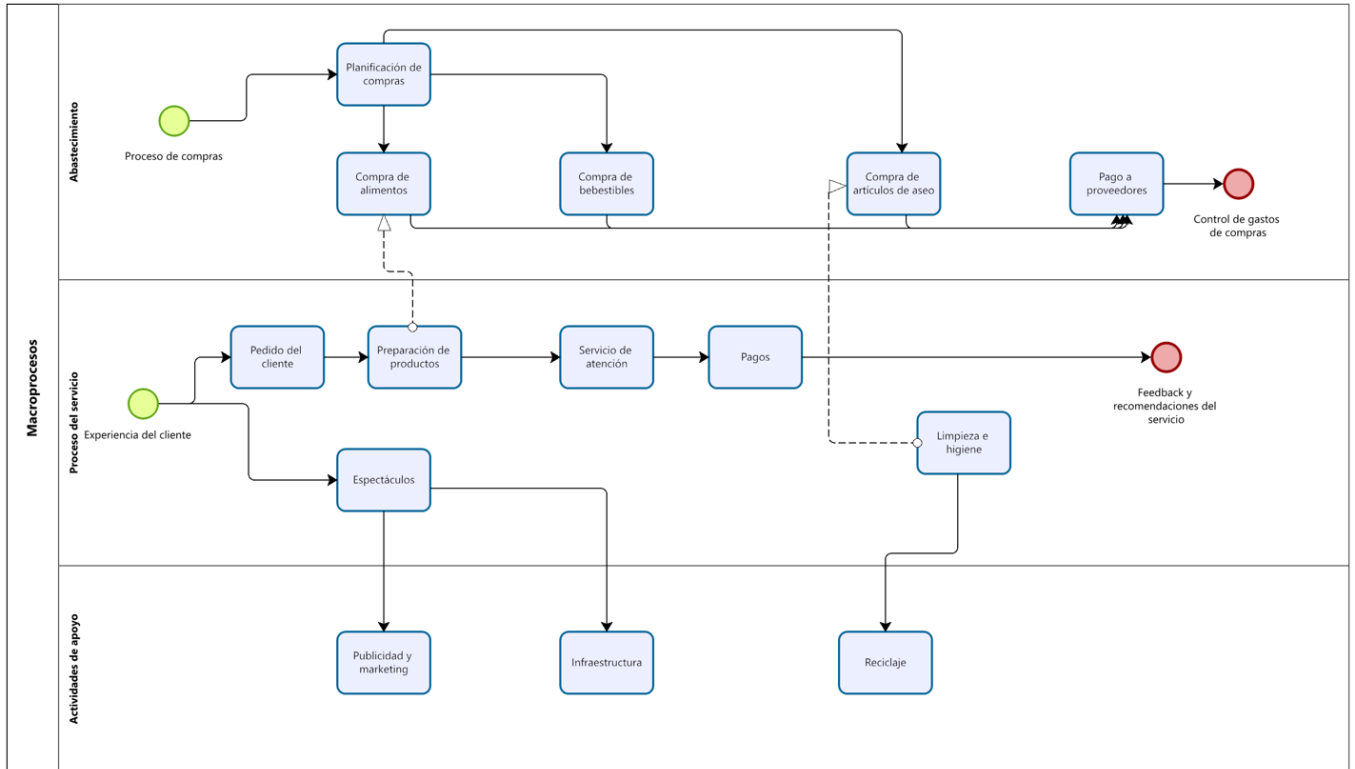 Macroprocesos
Abastecimiento
Planificación de
compras
Proceso de compras
Compra de
alimentos
Compra de
bebestibles
Compra de
artículos de aseo
Pago a
proveedores
Control de gastos
de compras
Proceso del servicio
Pedido del
cliente
Preparación de
productos
Servicio de
atención
Pagos
Feedback y
recomendaciones del
servicio
Experiencia del cliente
Limpieza e
higiene
Espectáculos
Actividades de apoyo
Publicidad y
marketing
Infraestructura
Reciclaje